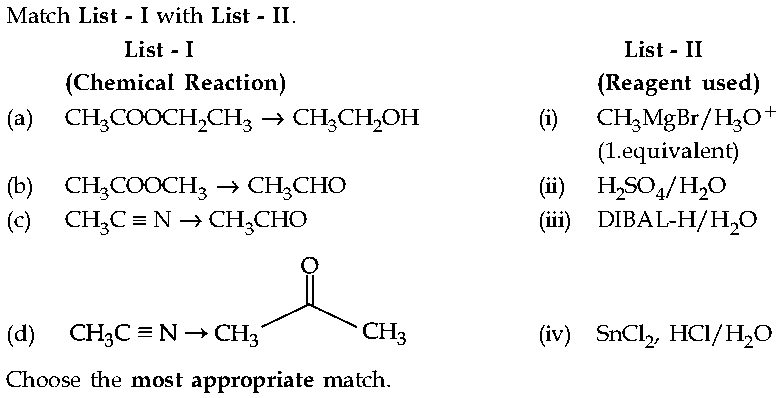 Match List - I with List - II.
List - I List - II
(Chemical Reaction) (Reagent used)
(a) CH₃COOCH₂CH₃ → CH₃CH₂OH (i) CH₃MgBr/H₃O⁺
(1.equivalent)
(b) CH₃COOCH₃ → CH₃CHO (ii) H₂SO₄/H₂O
(c) CH₃C ≡ N → CH₃CHO (iii) DIBAL-H/H₂O
O
(d) CH₃C ≡ N → CH₃ CH₃ (iv) SnCl₂, HCl/H₂O
Choose the most appropriate match.